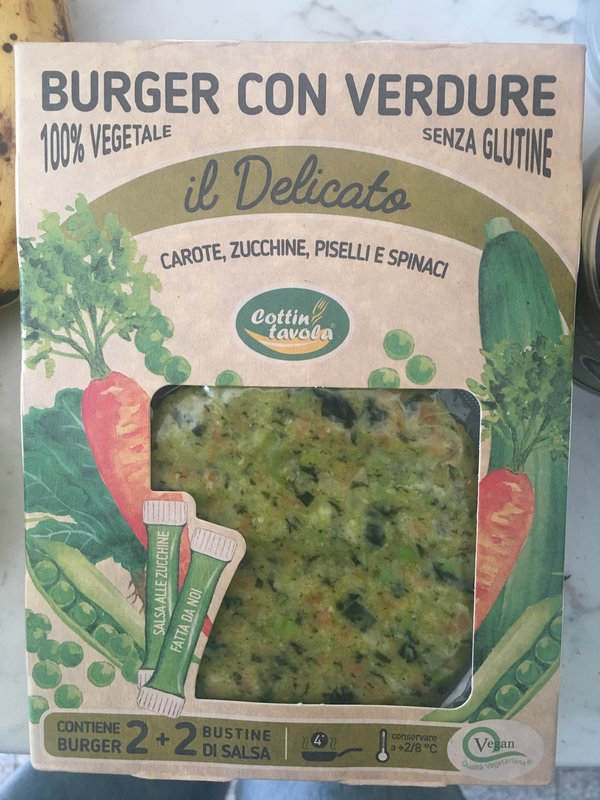 BURGER CON VERDURE
100% VEGETALE
SENZA GLUTINE
il Delicato
CAROTE, ZUCCHINE, PISELLI E SPINACI
Cottin
tavola
SALSA ALLE ZUCCHINE
FATTA DA NOI
CONTIENE 2 BURGER + 2 BUSTINE DI SALSA
4'
conservare
a +2/8 °C
Vegan
Qualità Vegetariana®